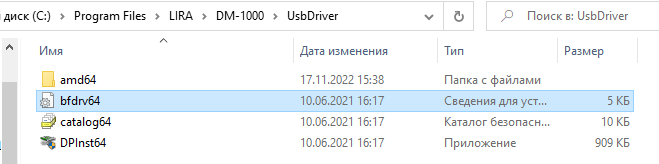 диск (C:) > Program Files > LIRA > DM-1000 > UsbDriver
Поиск в: UsbDriver
Имя Дата изменения Тип Размер
amd64 17.11.2022 15:38 Папка с файлами
bfdrv64 10.06.2021 16:17 Сведения для уст... 5 КБ
catalog64 10.06.2021 16:17 Каталог безопасн... 10 КБ
DPInst64 10.06.2021 16:17 Приложение 909 КБ